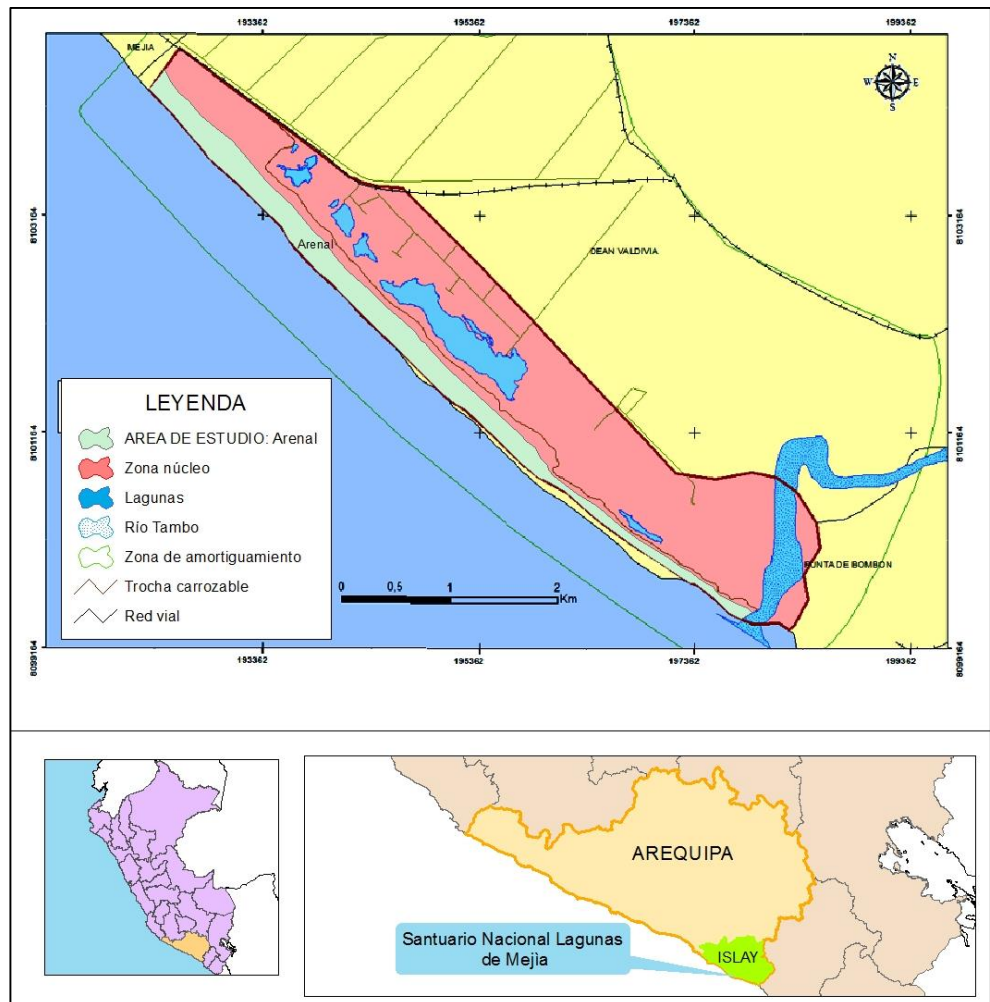 193362
195362
197362
199362
MEJIA
N
W
E
S
8103164
8103164
Arenal
DEAN VALDIVIA
LEYENDA
AREA DE ESTUDIO: Arenal
Zona núcleo
Lagunas
Río Tambo
Zona de amortiguamiento
Trocha carrozable
Red vial
8101164
8101164
PUNTA DE BOMBON
0
0,5
1
2
Km
8099164
8099164
193362
195362
197362
199362
AREQUIPA
Santuario Nacional Lagunas
de Mejìa
ISLAY